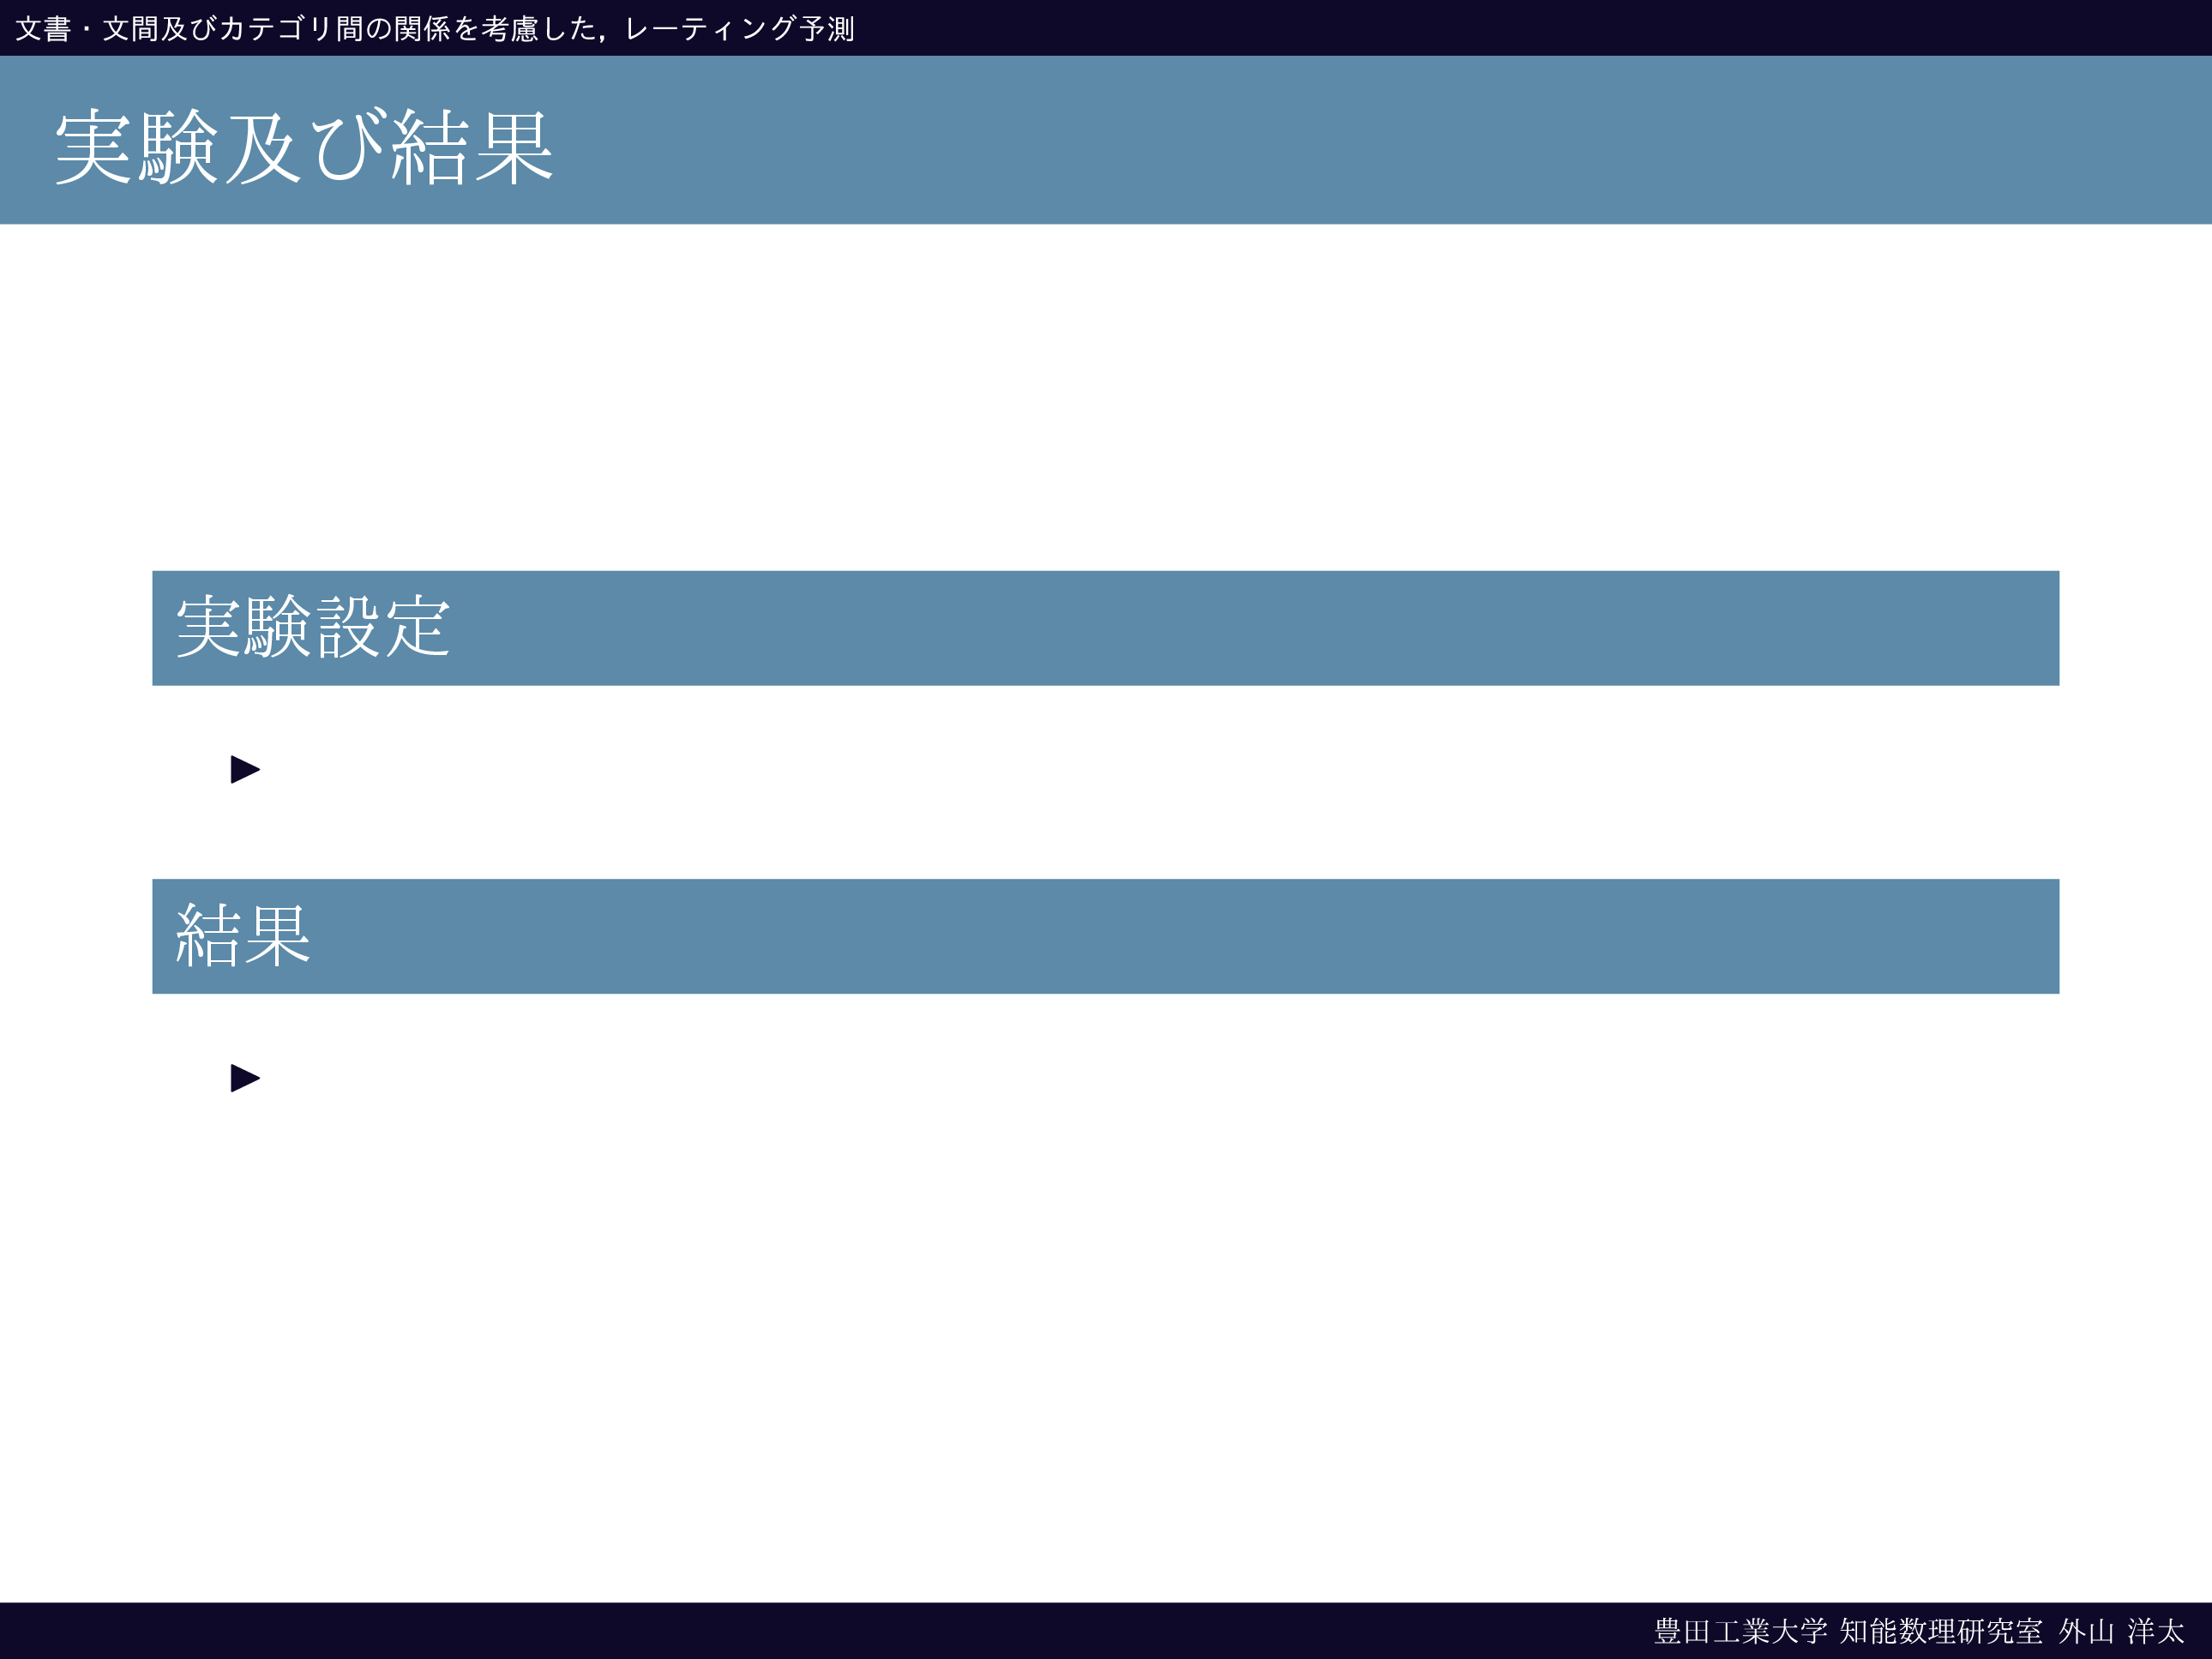 文書・文間及びカテゴリ間の関係を考慮した，レーティング予測
実験及び結果
実験設定
結果
豊田工業大学 知能数理研究室 外山 洋太